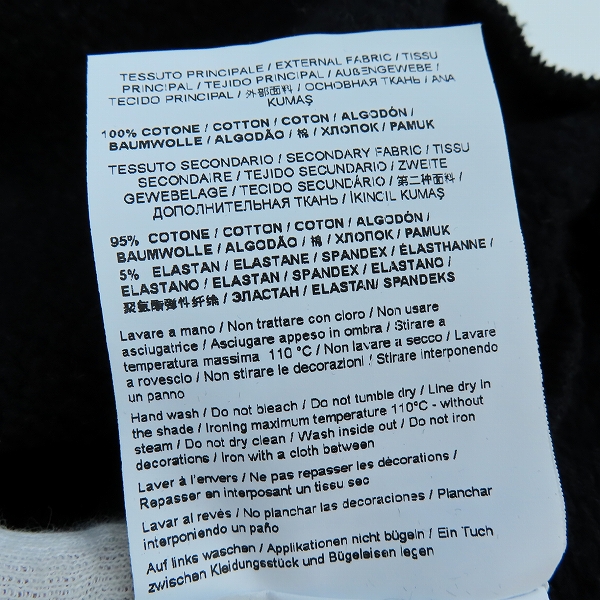 TESSUTO PRINCIPALE / EXTERNAL FABRIC / TISSU
PRINCIPAL / TEJIDO PRINCIPAL / AUßENGEWEBE /
TECIDO PRINCIPAL / 外部面料 / ОСНОВНАЯ ТКАНЬ / ANA
KUMAŞ
100% COTONE / COTTON / COTON / ALGODÓN /
BAUMWOLLE / ALGODÃO / 棉 / ХЛОПОК / PAMUK
TESSUTO SECONDARIO / SECONDARY FABRIC / TISSU
SECONDAIRE / TEJIDO SECUNDARIO / ZWEITE
GEWEBELAGE / TECIDO SECUNDÁRIO / 第二种面料 /
ДОПОЛНИТЕЛЬНАЯ ТКАНЬ / İKINCIL KUMAŞ
95% COTONE / COTTON / COTON / ALGODÓN /
BAUMWOLLE / ALGODÃO / 棉 / ХЛОПОК / PAMUK
5% ELASTAN / ELASTANE / SPANDEX / ÉLASTHANNE /
ELASTANO / ELASTAN / SPANDEX / ELASTANO /
聚氨酯弹性纤维 / ЭЛАСТАН / ELASTAN/ SPANDEKS
Lavare a mano / Non trattare con cloro / Non usare
asciugatrice / Asciugare appeso in ombra / Stirare a
temperatura massima 110 °C / Non lavare a secco / Lavare
a rovescio / Non stirare le decorazioni / Stirare interponendo
un panno
Hand wash / Do not bleach / Do not tumble dry / Line dry in
the shade / Ironing maximum temperature 110°C - without
steam / Do not dry clean / Wash inside out / Do not iron
decorations / Iron with a cloth between
Laver à l'envers / Ne pas repasser les décorations /
Repasser en interposant un tissu sec
Lavar al revès / No planchar las decoraciones / Planchar
interponiendo un paño
Auf links waschen / Applikationen nicht bügeln / Ein Tuch
zwischen Kleidungsstück und Bügeleisen legen